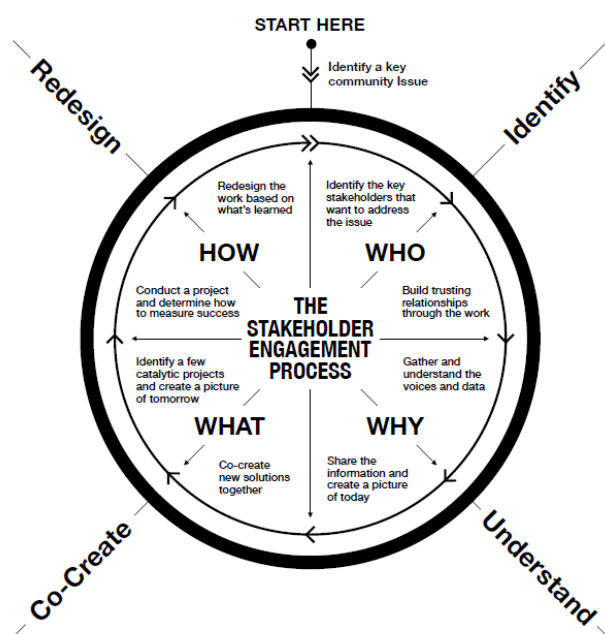 START HERE
Identify a key
community Issue
Redesign
Identify
Redesign the
work based on
what's learned
Identify the key
stakeholders that
want to address
the issue
HOW
WHO
Conduct a project
and determine how
to measure success
Build trusting
relationships
through the work
THE
STAKEHOLDER
ENGAGEMENT
PROCESS
Identify a few
catalytic projects
and create a picture
of tomorrow
Gather and
understand the
voices and data
WHAT
WHY
Co-create
new solutions
together
Share the
information and
create a picture
of today
Co-Create
Understand